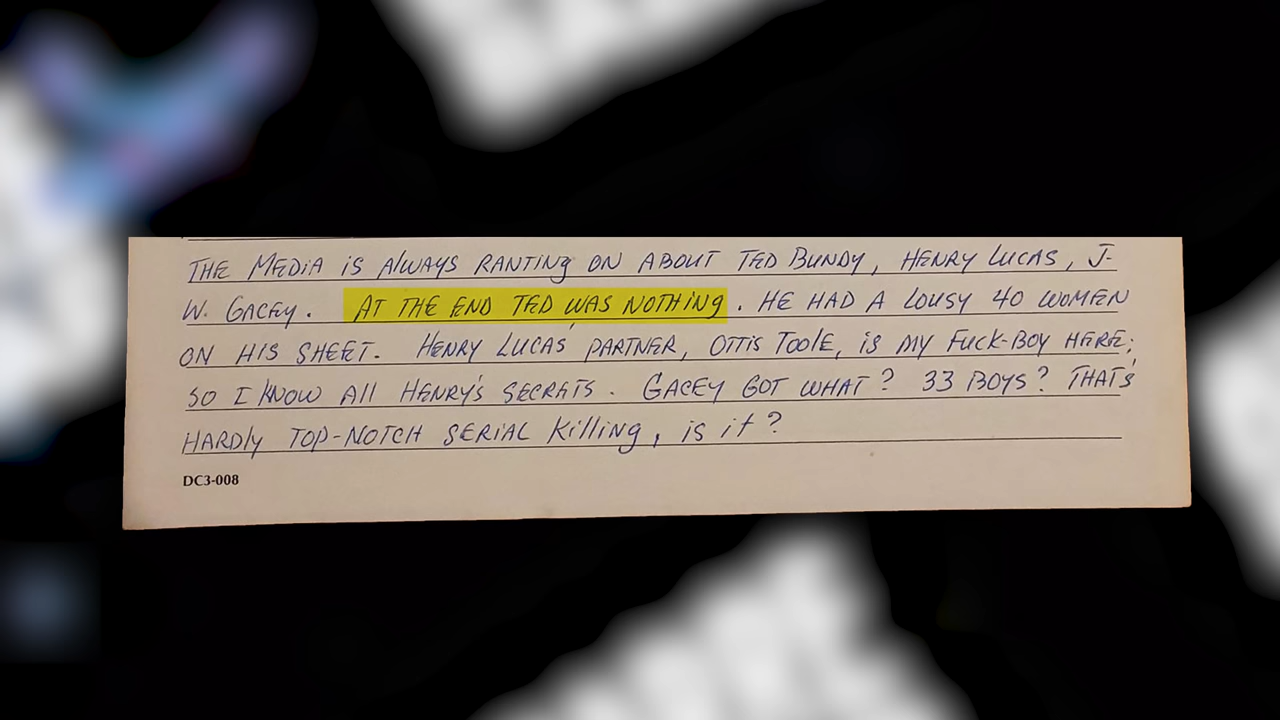 THE MEDIA iS AlWAYS RANTiNg ON ABOUT TED BUNDY, HENRY LUCAS, J-
W. GACEY. AT THE END TED WAS NOTHiNg. HE HAD A LOUSY 40 WOMEN
ON HIS SHEET. HENRY LUCAS' PARTNER, OTTIS TOOlE, iS MY FUCK-BOY HERE;
SO I KNOW All HENRY'S SECRETS. GACEY GOT WHAT? 33 BOYS? THAT'S
HARDlY TOP-NOTCH SERIAL Killing, iS it?
DC3-008